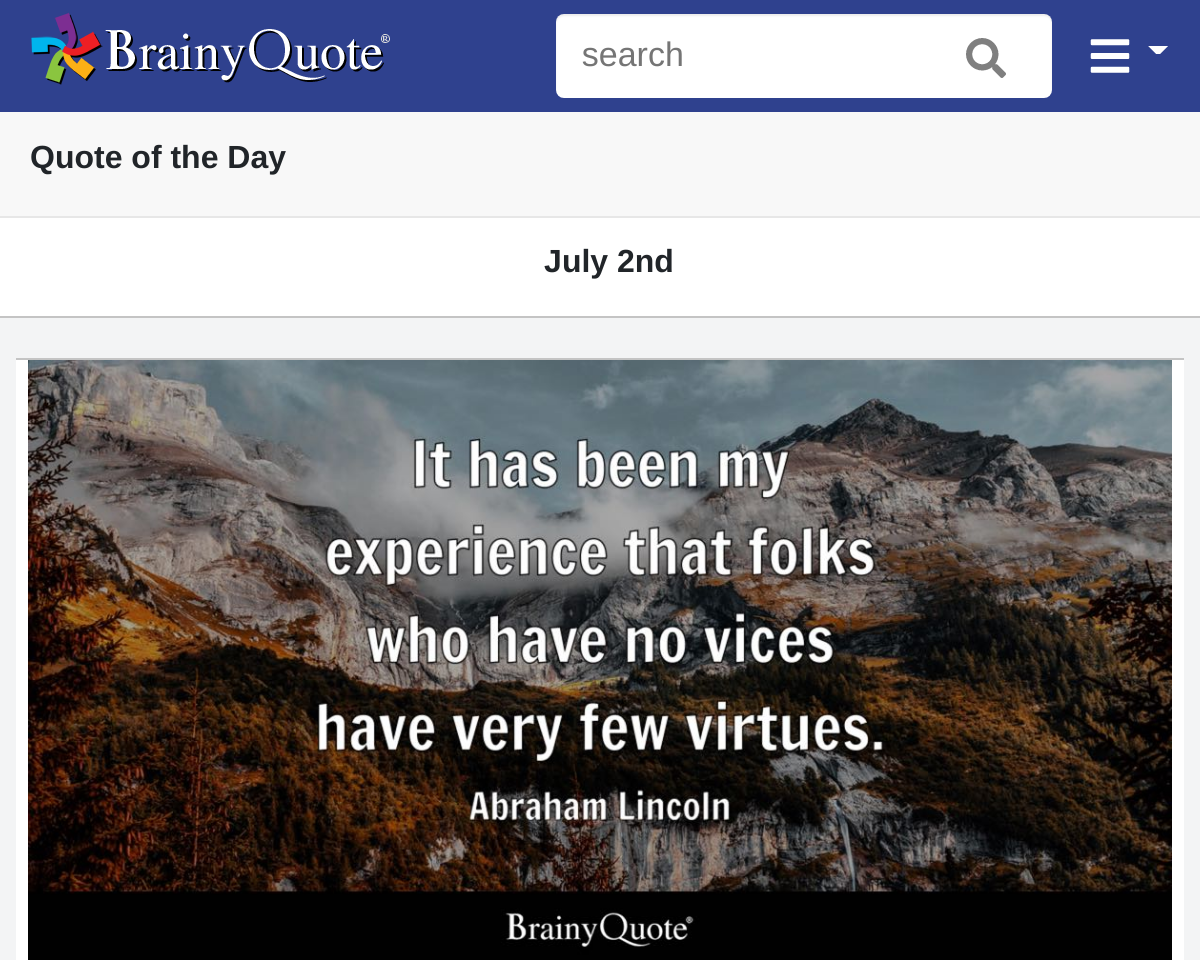 BrainyQuote®
search
Quote of the Day
July 2nd
It has been my
experience that folks
who have no vices
have very few virtues.
Abraham Lincoln
BrainyQuote®